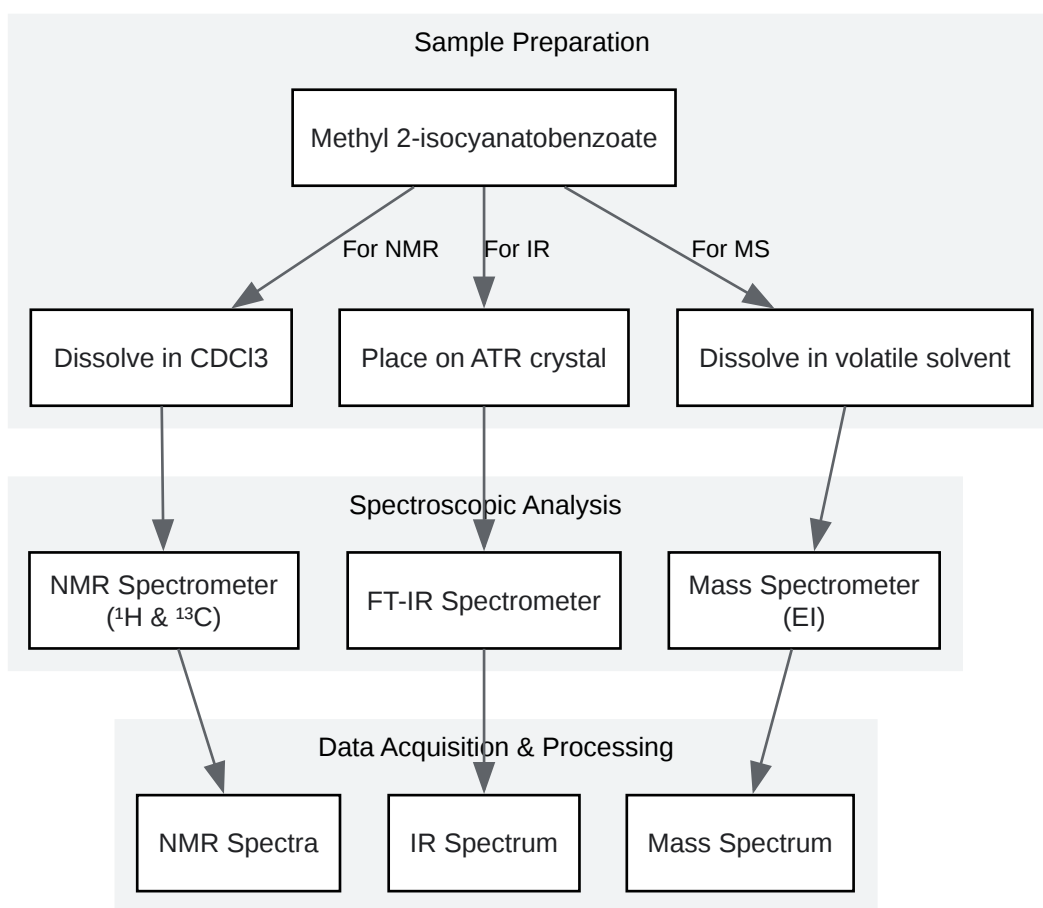 Sample Preparation
Methyl 2-isocyanatobenzoate
For NMR
For IR
For MS
Dissolve in CDCl3
Place on ATR crystal
Dissolve in volatile solvent
Spectroscopic Analysis
NMR Spectrometer
(¹H & ¹³C)
FT-IR Spectrometer
Mass Spectrometer
(EI)
Data Acquisition & Processing
NMR Spectra
IR Spectrum
Mass Spectrum